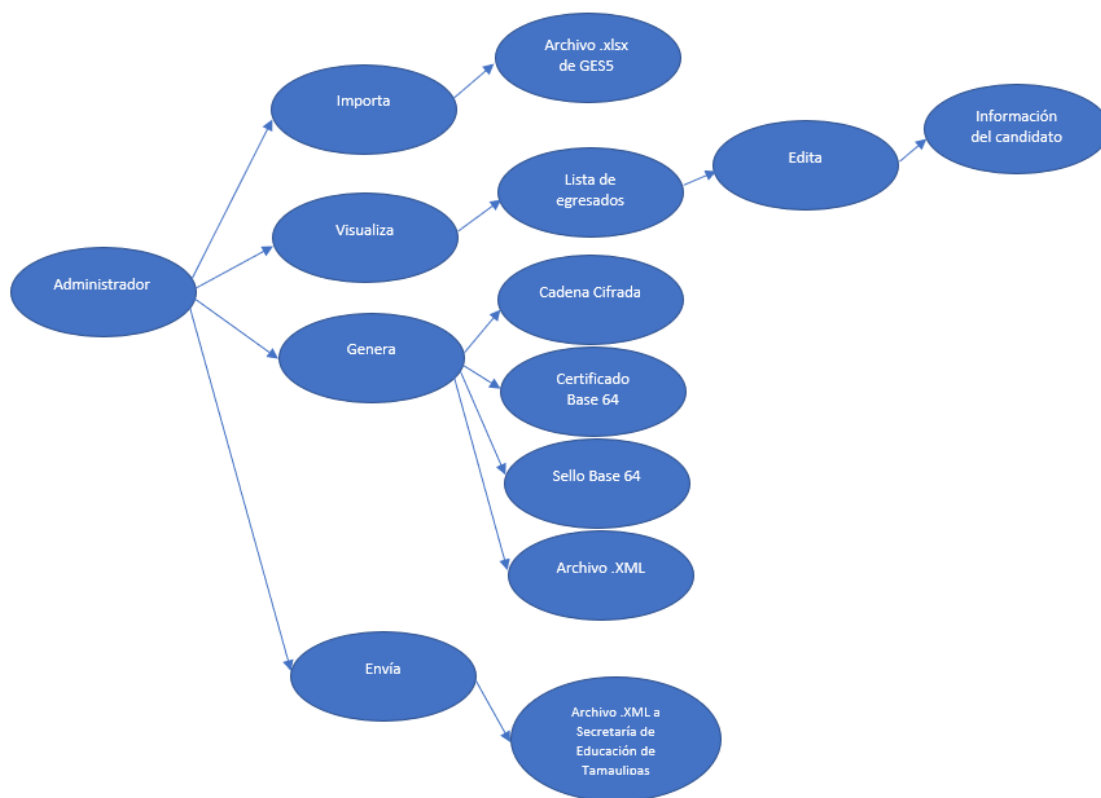 Archivo .xlsx
de GES5
Importa
Información
del candidato
Edita
Lista de
egresados
Visualiza
Administrador
Cadena Cifrada
Genera
Certificado
Base 64
Sello Base 64
Archivo .XML
Envía
Archivo .XML a
Secretaría de
Educación de
Tamaulipas